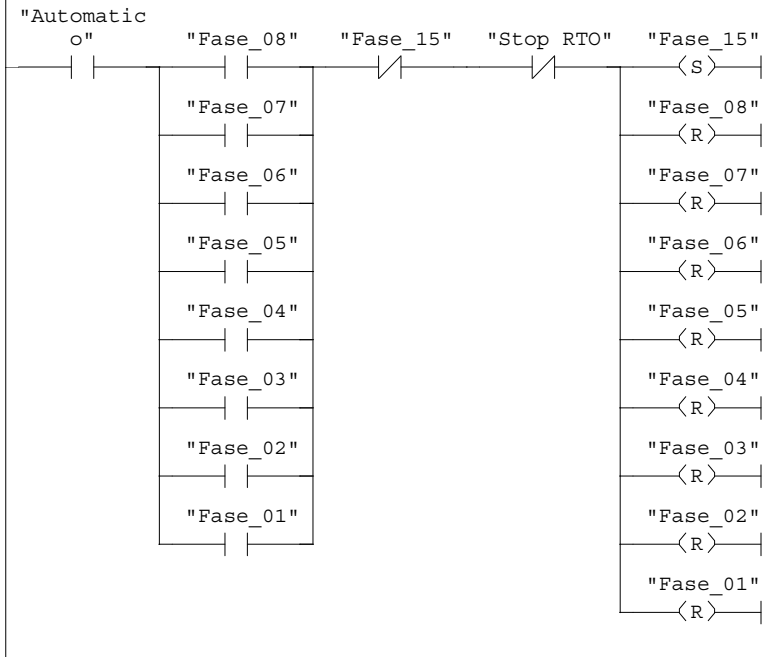 "Automatic
o" "Fase_08" "Fase_15" "Stop RTO" "Fase_15"
S
"Fase_07" "Fase_08"
R
"Fase_06" "Fase_07"
R
"Fase_05" "Fase_06"
R
"Fase_04" "Fase_05"
R
"Fase_03" "Fase_04"
R
"Fase_02" "Fase_03"
R
"Fase_01" "Fase_02"
R
"Fase_01"
R